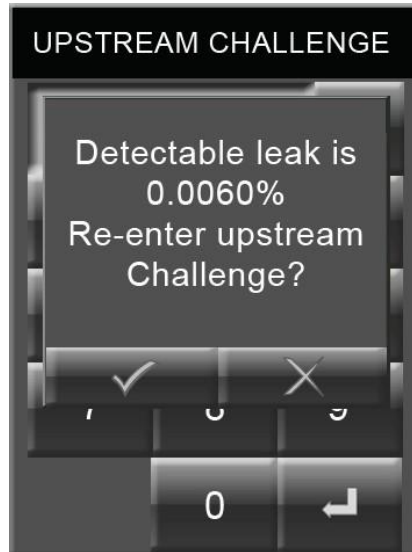 UPSTREAM CHALLENGE
Detectable leak is
0.0060%
Re-enter upstream
Challenge?
0